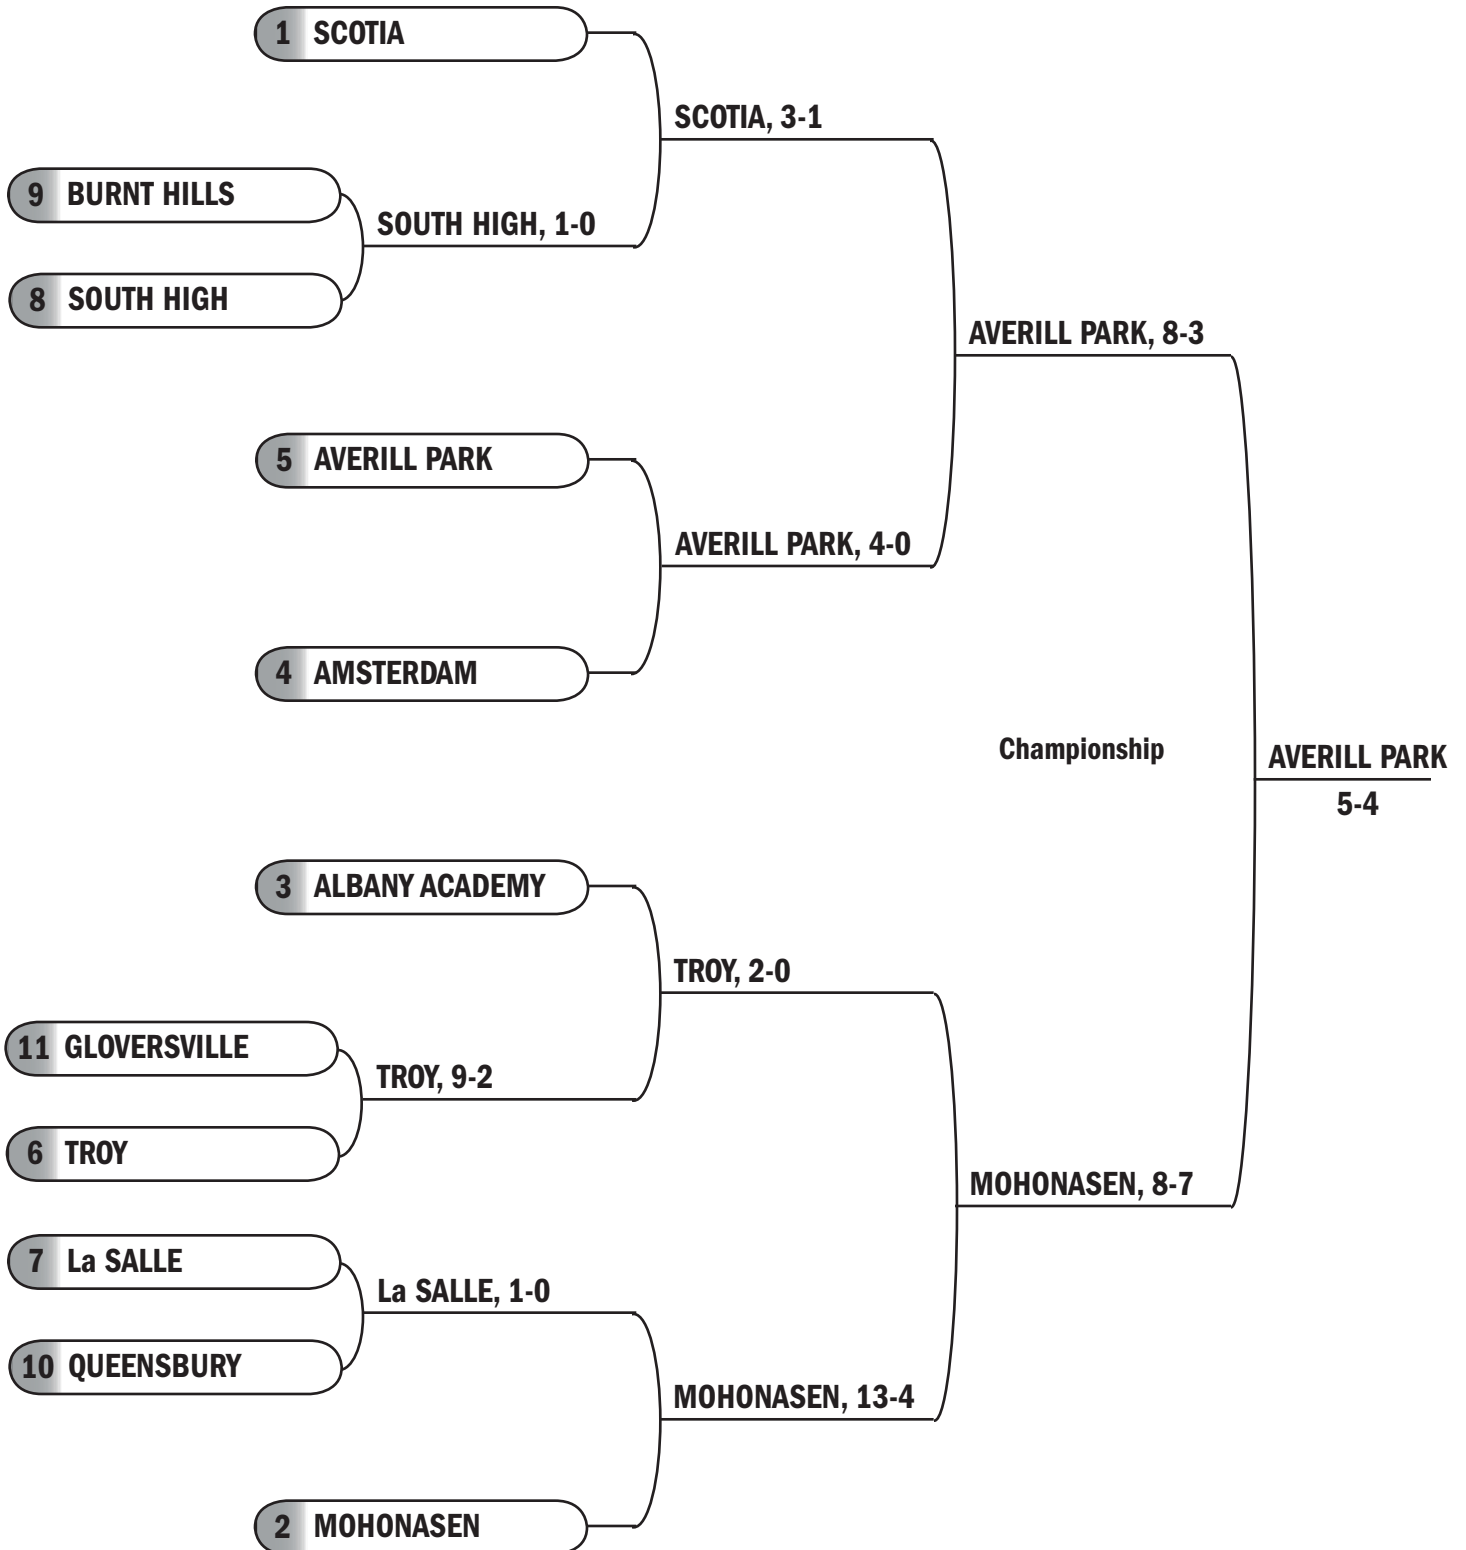 1 SCOTIA
SCOTIA, 3-1
9 BURNT HILLS
SOUTH HIGH, 1-0
8 SOUTH HIGH
AVERILL PARK, 8-3
5 AVERILL PARK
AVERILL PARK, 4-0
4 AMSTERDAM
Championship
AVERILL PARK
5-4
3 ALBANY ACADEMY
TROY, 2-0
11 GLOVERSVILLE
TROY, 9-2
6 TROY
MOHONASEN, 8-7
7 La SALLE
La SALLE, 1-0
10 QUEENSBURY
MOHONASEN, 13-4
2 MOHONASEN